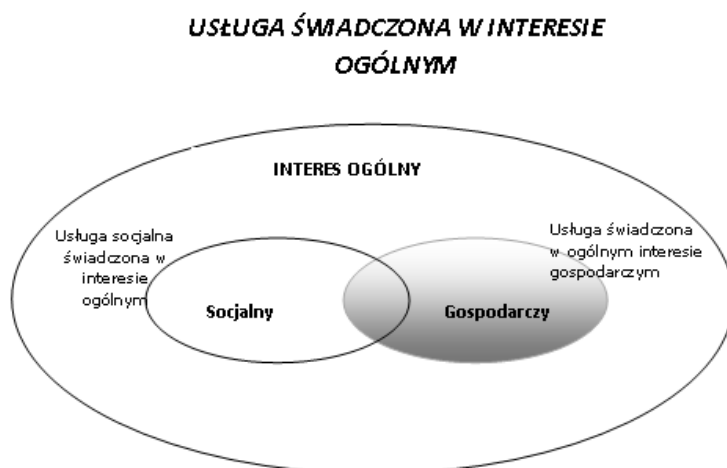 USŁUGA ŚWIADCZONA W INTERESIE
OGÓLNYM
INTERES OGÓLNY
Usługa socjalna
świadczona w
interesie
ogólnym
Usługa świadczona
w ogólnym interesie
gospodarczym
Socjalny
Gospodarczy